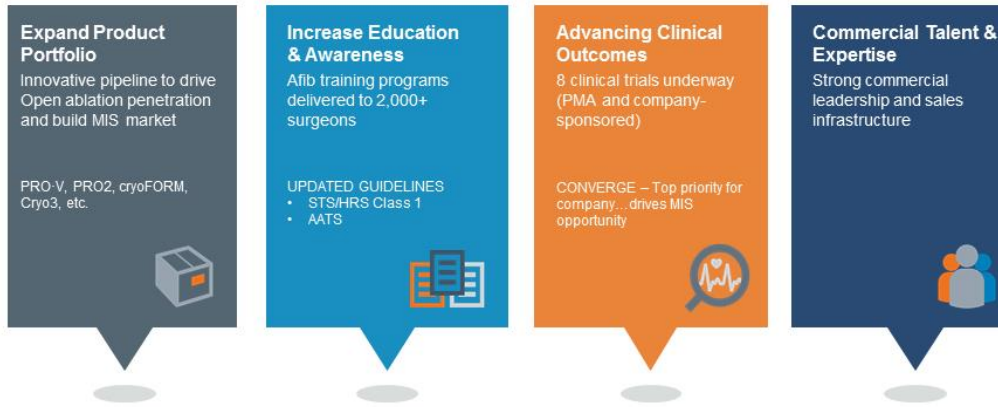 Expand Product
Portfolio
Innovative pipeline to drive
Open ablation penetration
and build MIS market
PRO·V, PRO2, cryoFORM,
Cryo3, etc.
Increase Education
& Awareness
Afib training programs
delivered to 2,000+
surgeons
UPDATED GUIDELINES
• STS/HRS Class 1
• AATS
Advancing Clinical
Outcomes
8 clinical trials underway
(PMA and company-
sponsored)
CONVERGE – Top priority for
company…drives MIS
opportunity
Commercial Talent &
Expertise
Strong commercial
leadership and sales
infrastructure